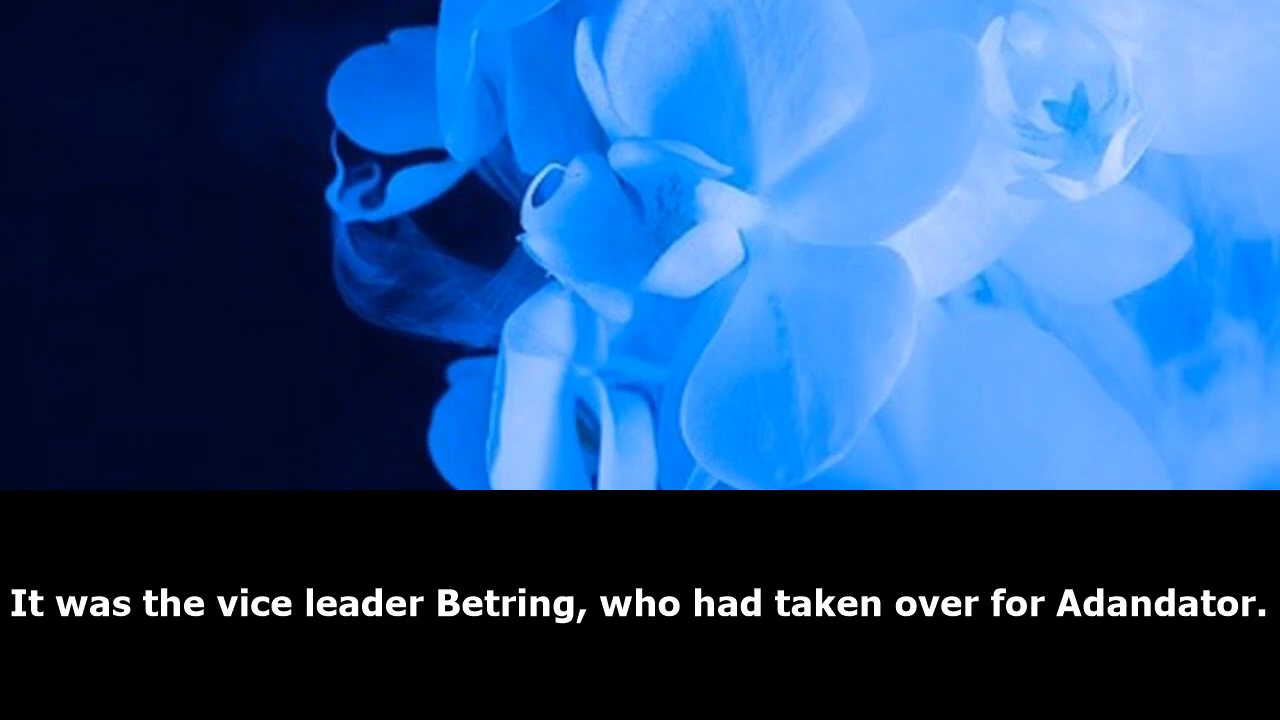 It was the vice leader Betring, who had taken over for Adandator.